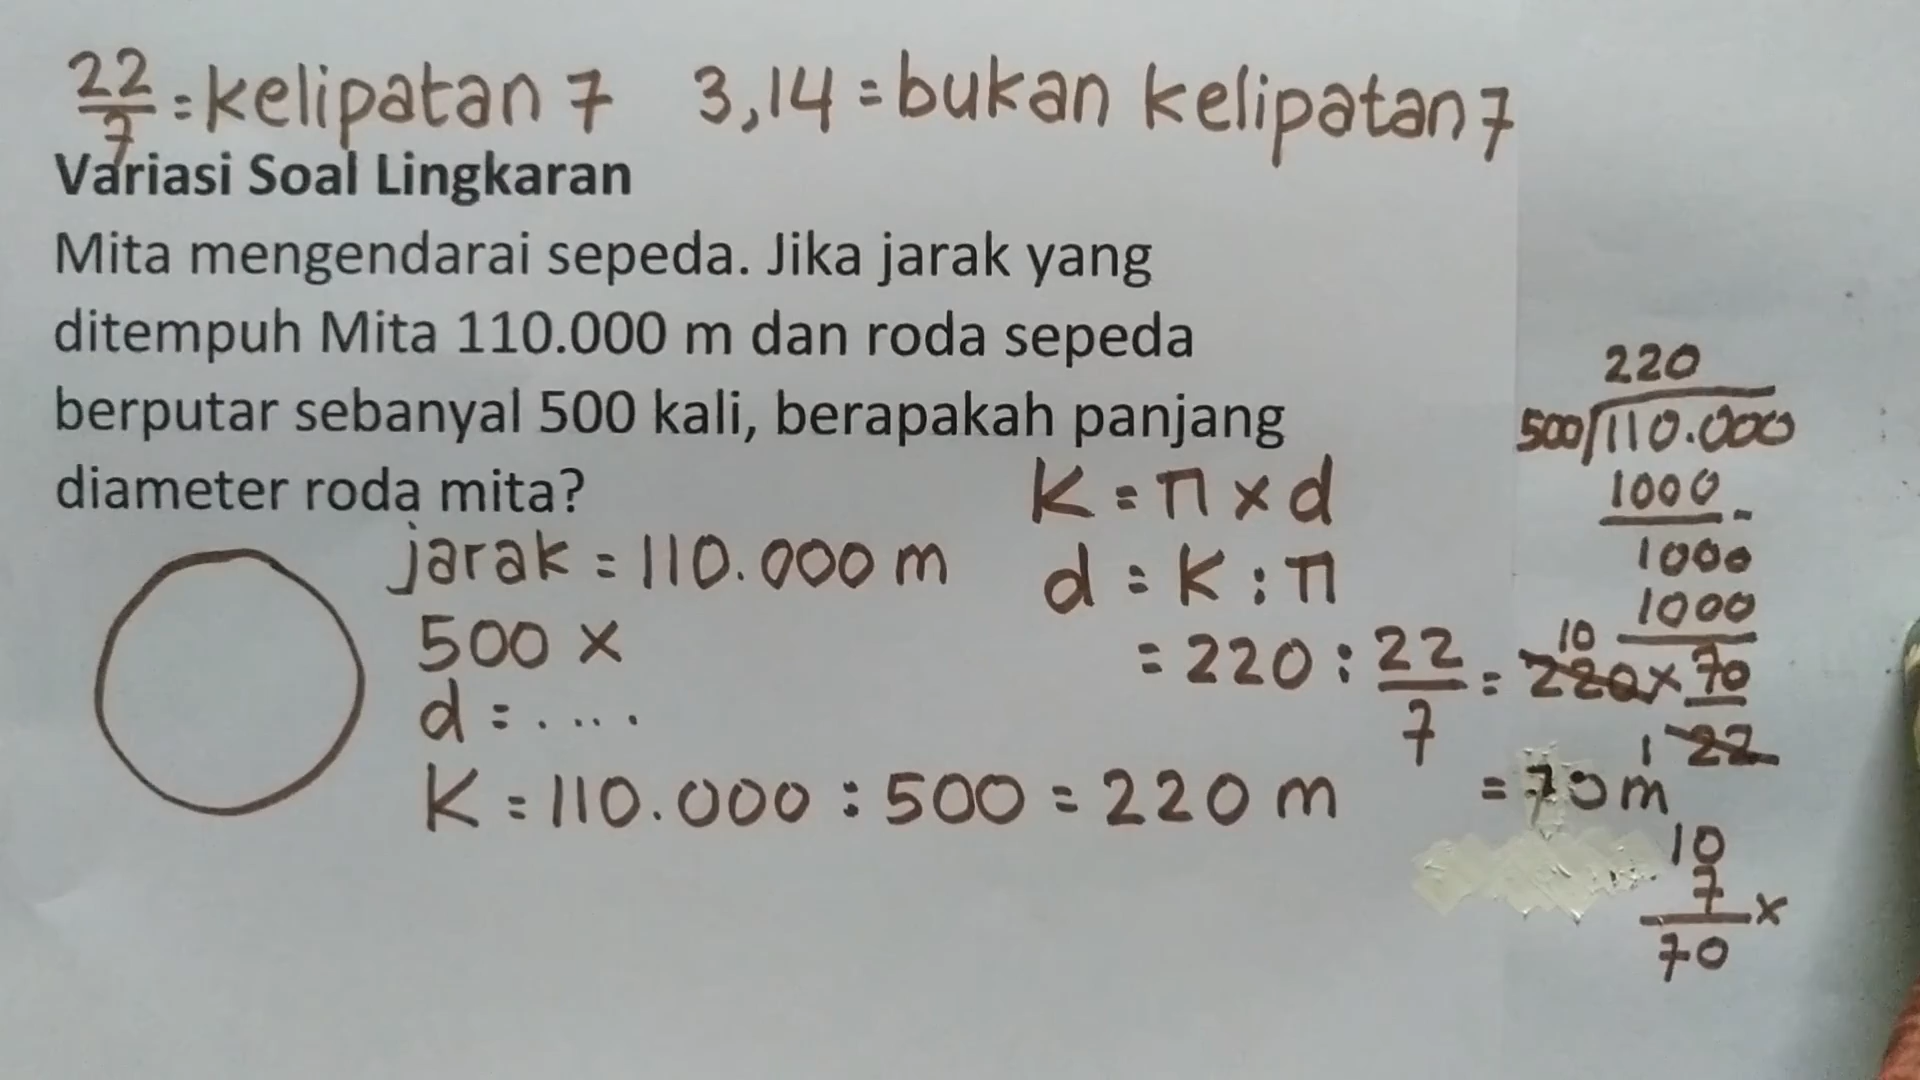 22/7 = kelipatan 7 3,14 = bukan kelipatan 7
Variasi Soal Lingkaran
Mita mengendarai sepeda. Jika jarak yang
ditempuh Mita 110.000 m dan roda sepeda
berputar sebanyal 500 kali, berapakah panjang
diameter roda mita?
jarak = 110.000 m
500 x
d = .....
K = 110.000 : 500 = 220 m
K = π x d
d = K : π
= 220 : 22/7 = 220 x 70/22
10
1
= 70 m
220
500 110.000
1000 -
1000
1000
10
7 x
70